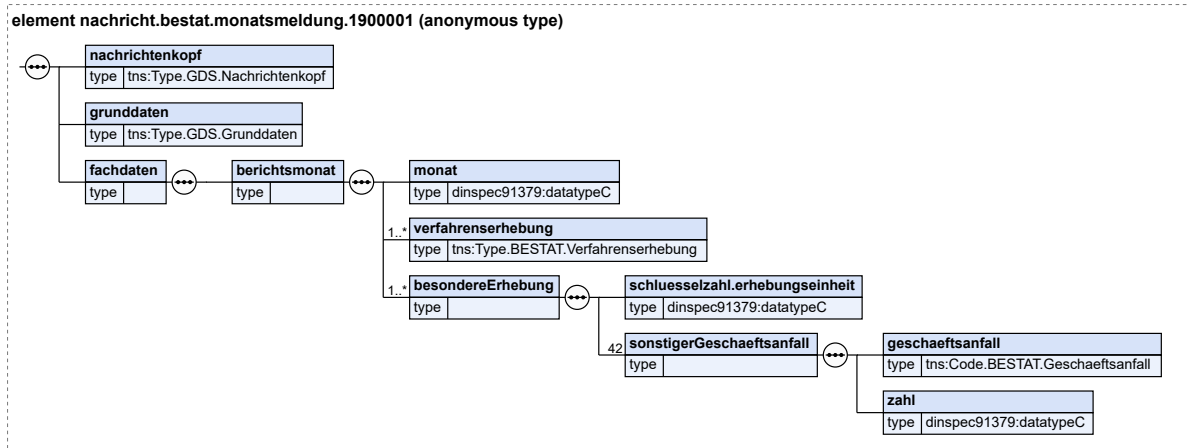 element nachricht.bestat.monatsmeldung.1900001 (anonymous type)
nachrichtenkopf
type tns:Type.GDS.Nachrichtenkopf
grunddaten
type tns:Type.GDS.Grunddaten
fachdaten
type
berichtsmonat
type
monat
type dinspec91379:datatypeC
1..* verfahrenserhebung
type tns:Type.BESTAT.Verfahrenserhebung
1..* besondereErhebung
type
schluesselzahl.erhebungseinheit
type dinspec91379:datatypeC
42 sonstigerGeschaeftsanfall
type
geschaeftsanfall
type tns:Code.BESTAT.Geschaeftsanfall
zahl
type dinspec91379:datatypeC